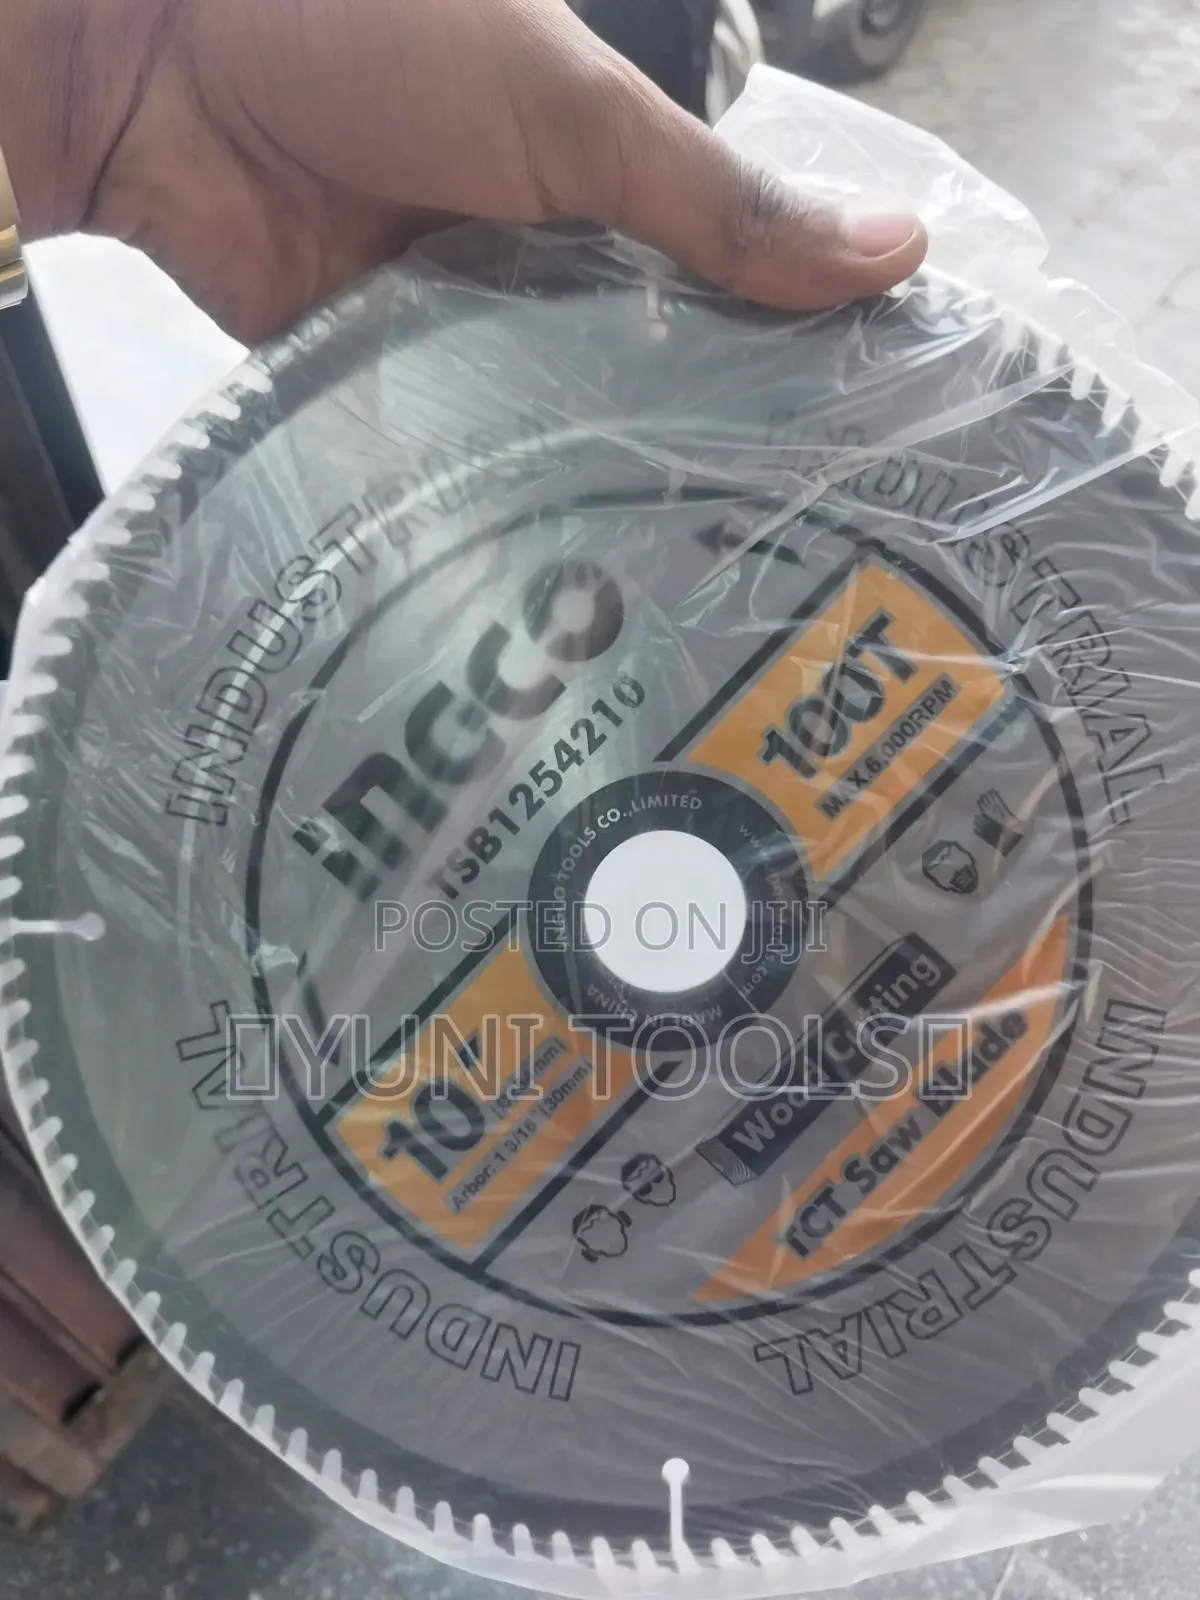 INDUSTRIAL
INDUSTRIAL
INGCO
TSB1254210
100T
MAX.6,000RPM
INGCO TOOLS CO.,LIMITED
MADE IN CHINA
POSTED ON JIJI
YUNI TOOLS
10"
Arbor: 1 3/16" (30mm)
Wood Cutting
TCT Saw Blade
INDUSTRIAL
INDUSTRIAL
INDUSTRIAL